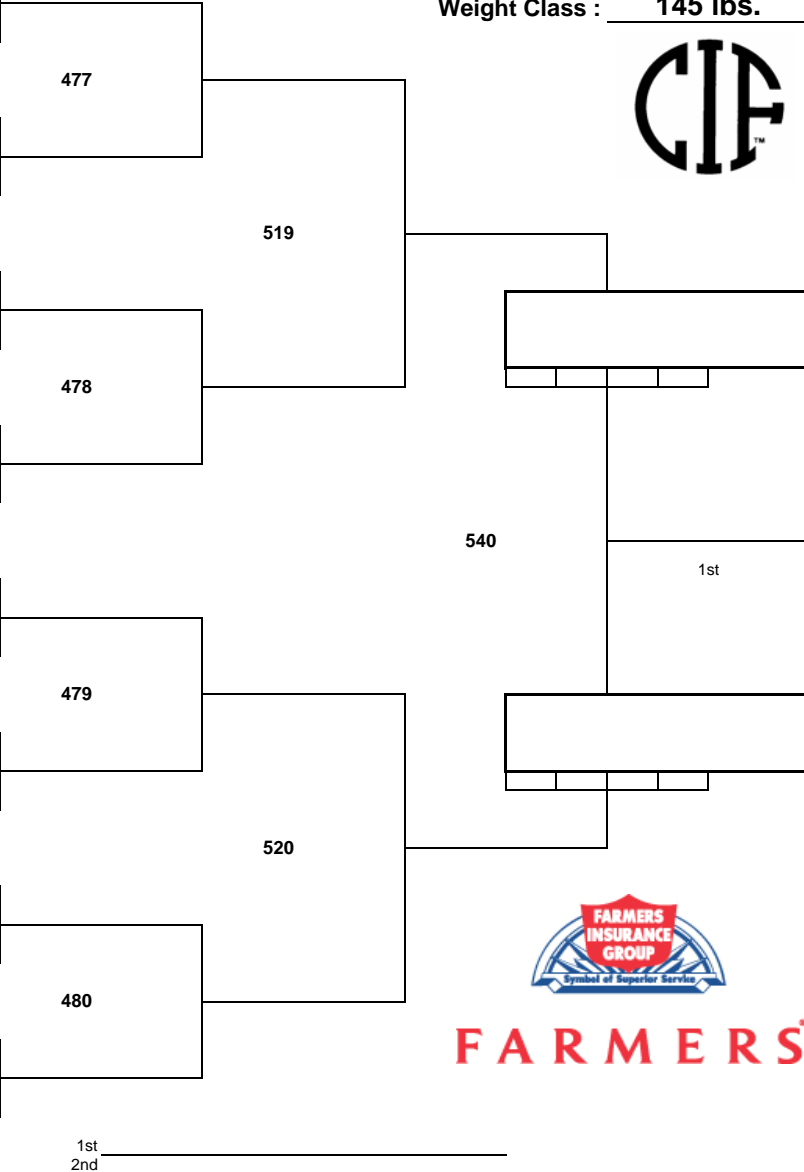 Weight Class : 145 lbs.
CIF™
477
519
478
540
1st
479
520
FARMERS
INSURANCE
GROUP
Symbol of Superior Service
480
FARMERS
1st
2nd